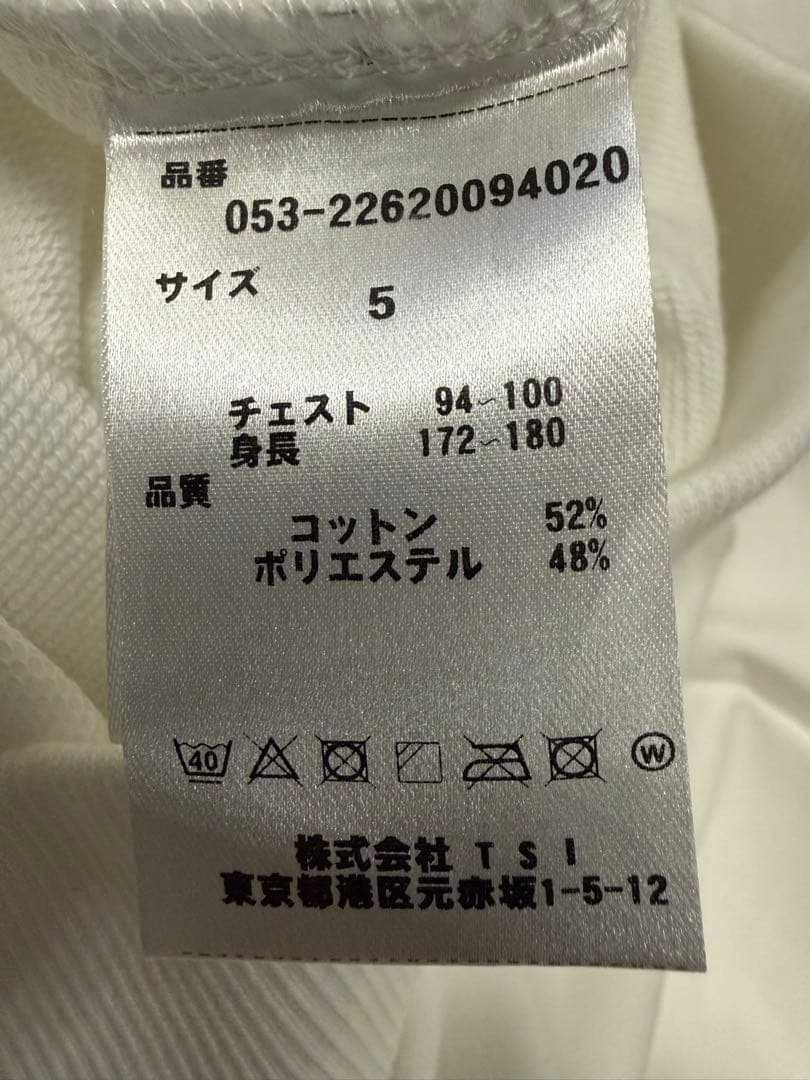 品番
053-22620094020
サイズ
5
チェスト 94~100
身長 172~180
品質
コットン 52%
ポリエステル 48%
40
W
株式会社 TSI
東京都港区元赤坂1-5-12